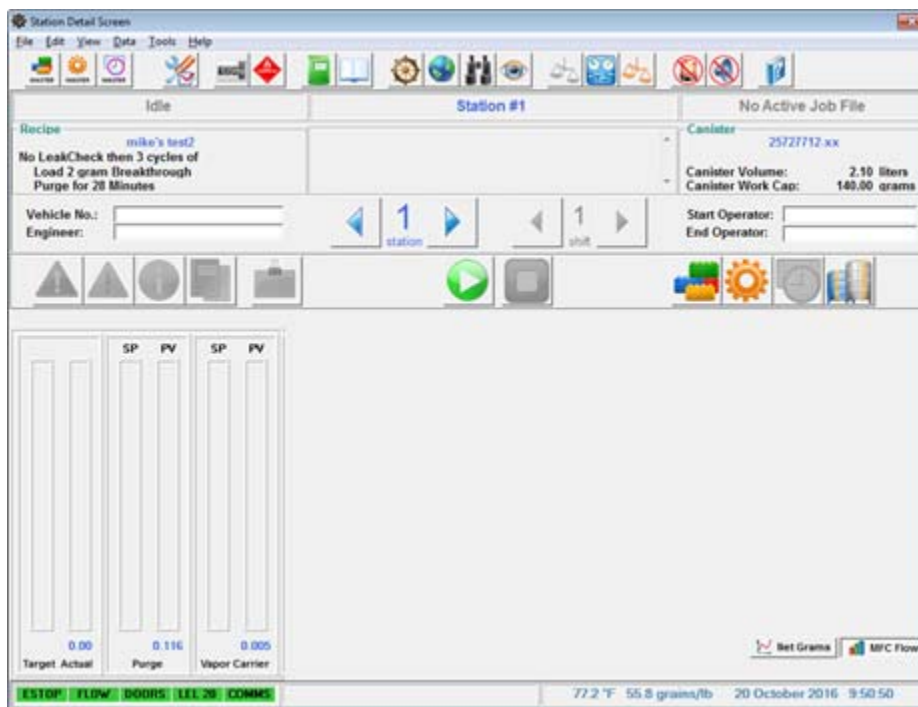 Station Detail Screen
File Edit View Data Tools Help
MASTER MASTER MASTER
Idle
Station #1
No Active Job File
Recipe
mike's test2
No LeakCheck then 3 cycles of
Load 2 gram Breakthrough
Purge for 28 Minutes
Canister
25727712.xx
Canister Volume: 2.10 liters
Canister Work Cap: 140.00 grams
Vehicle No.:
Engineer:
1
station
1
shift
Start Operator:
End Operator:
SP PV SP PV
0.00 0.116 0.005
Target Actual Purge Vapor Carrier
Net Grams MFC Flow
ESTOP FLOW DOORS LEL 20 COMMS
77.2 °F 55.8 grains/lb 20 October 2016 9:50:50